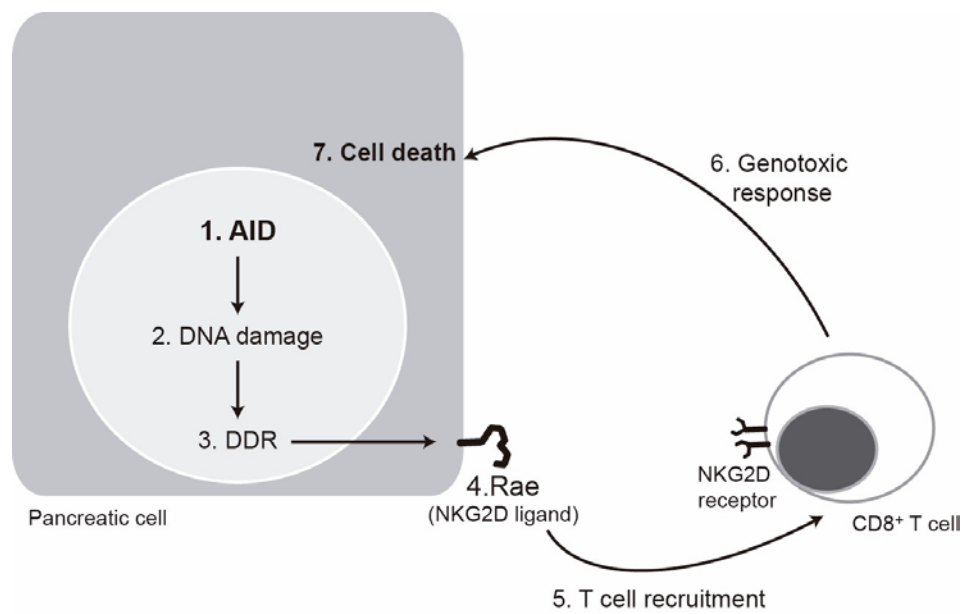 7. Cell death
6. Genotoxic
response
1. AID
2. DNA damage
3. DDR
4.Rae
(NKG2D ligand)
NKG2D
receptor
Pancreatic cell
CD8⁺ T cell
5. T cell recruitment